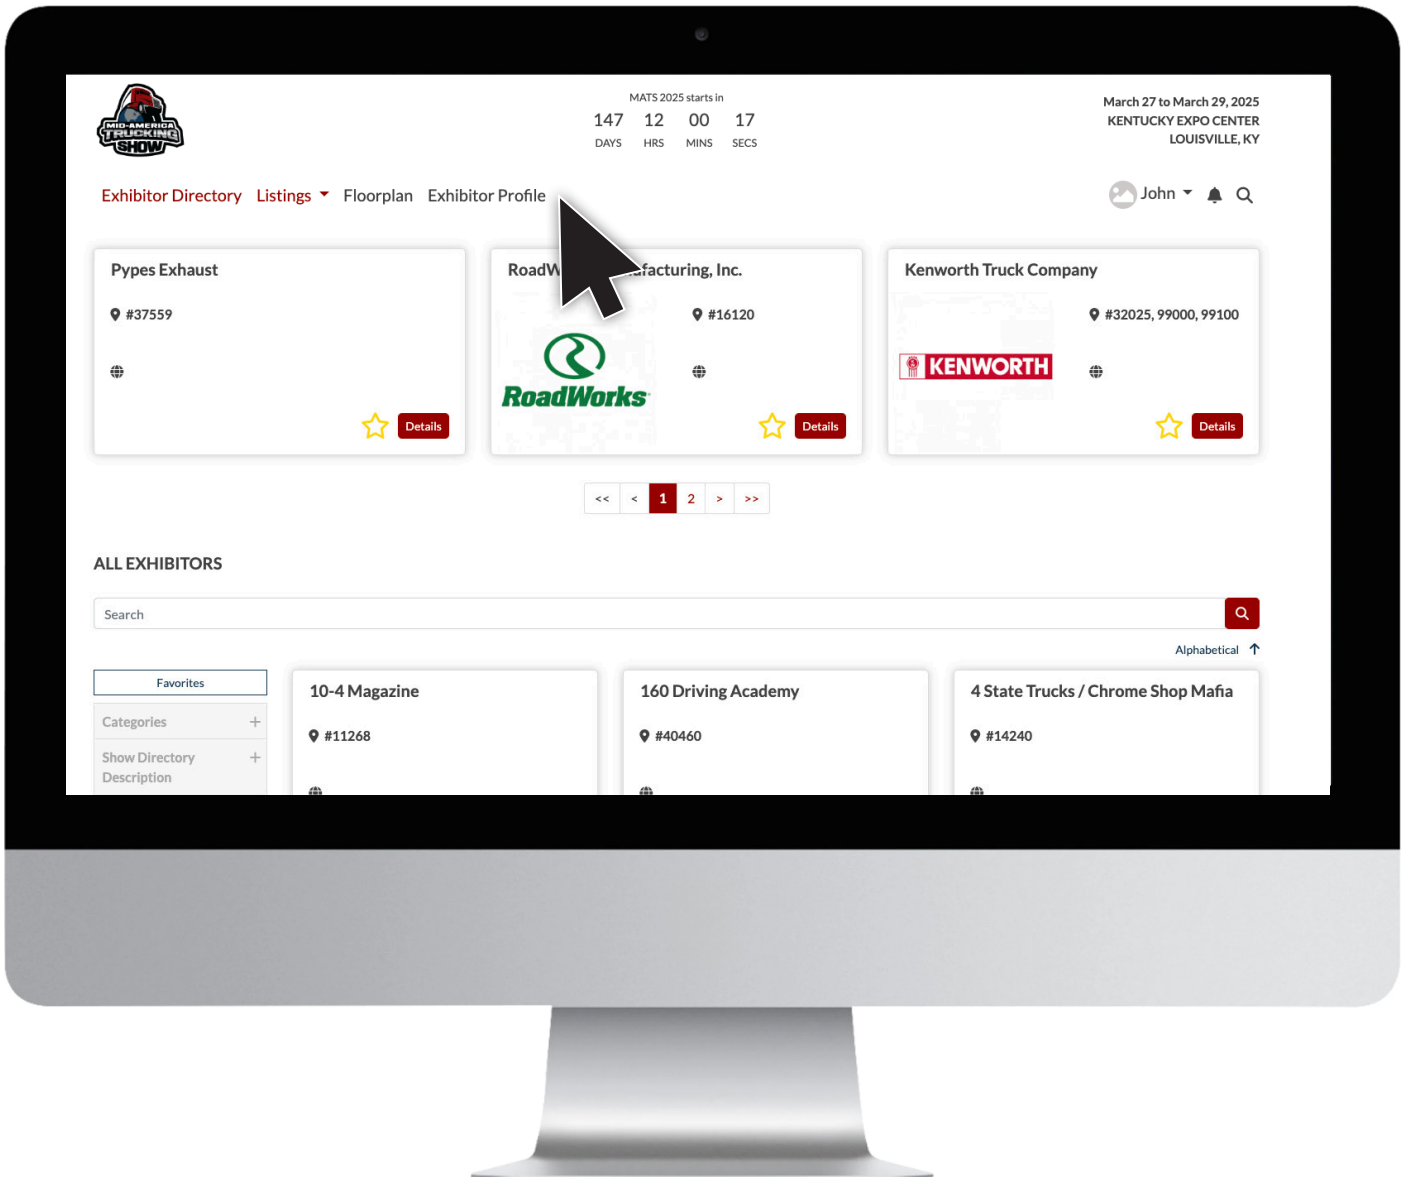 MID-AMERICA
TRUCKING
SHOW
MATS 2025 starts in
147 12 00 17
DAYS HRS MINS SECS
March 27 to March 29, 2025
KENTUCKY EXPO CENTER
LOUISVILLE, KY
Exhibitor Directory Listings Floorplan Exhibitor Profile
John
Pypes Exhaust
#37559
Details
RoadW ufacturing, Inc.
#16120
RoadWorks
Details
Kenworth Truck Company
#32025, 99000, 99100
KENWORTH
Details
<< < 1 2 > >>
ALL EXHIBITORS
Search
Alphabetical
Favorites
Categories +
Show Directory +
Description
10-4 Magazine
#11268
160 Driving Academy
#40460
4 State Trucks / Chrome Shop Mafia
#14240